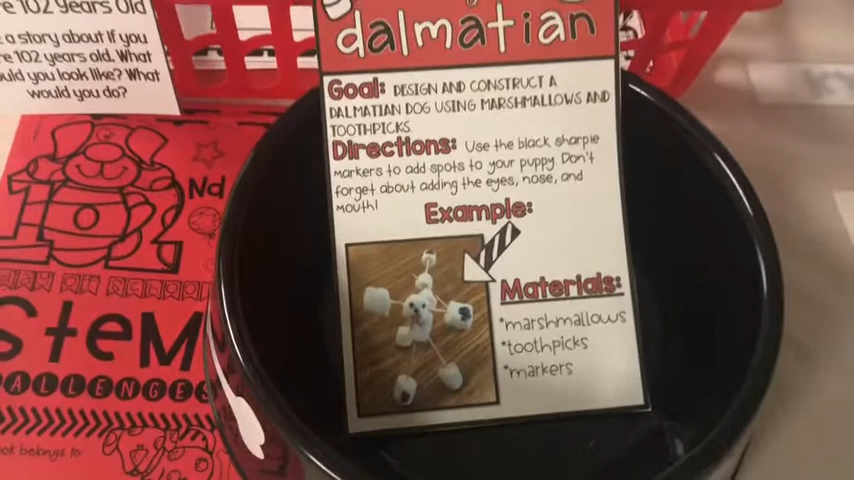 102 Years Old
a story about if you
re 102 years old. What
uld you look like? What
would you do?
dalmatian
Goal: DESIGN AND CONSTRUCT A
DALMATIAN DOG USING MARSHMALLOWS AND
TOOTHPICKS.
Directions: Use the black sharpie
markers to add spots to your puppy. Don't
forget about adding the eyes, nose, and
mouth!
Example:
Materials:
*marshmallows
*toothpicks
*markers
Nd
SteM
CHALLENGES
ook belongs to: